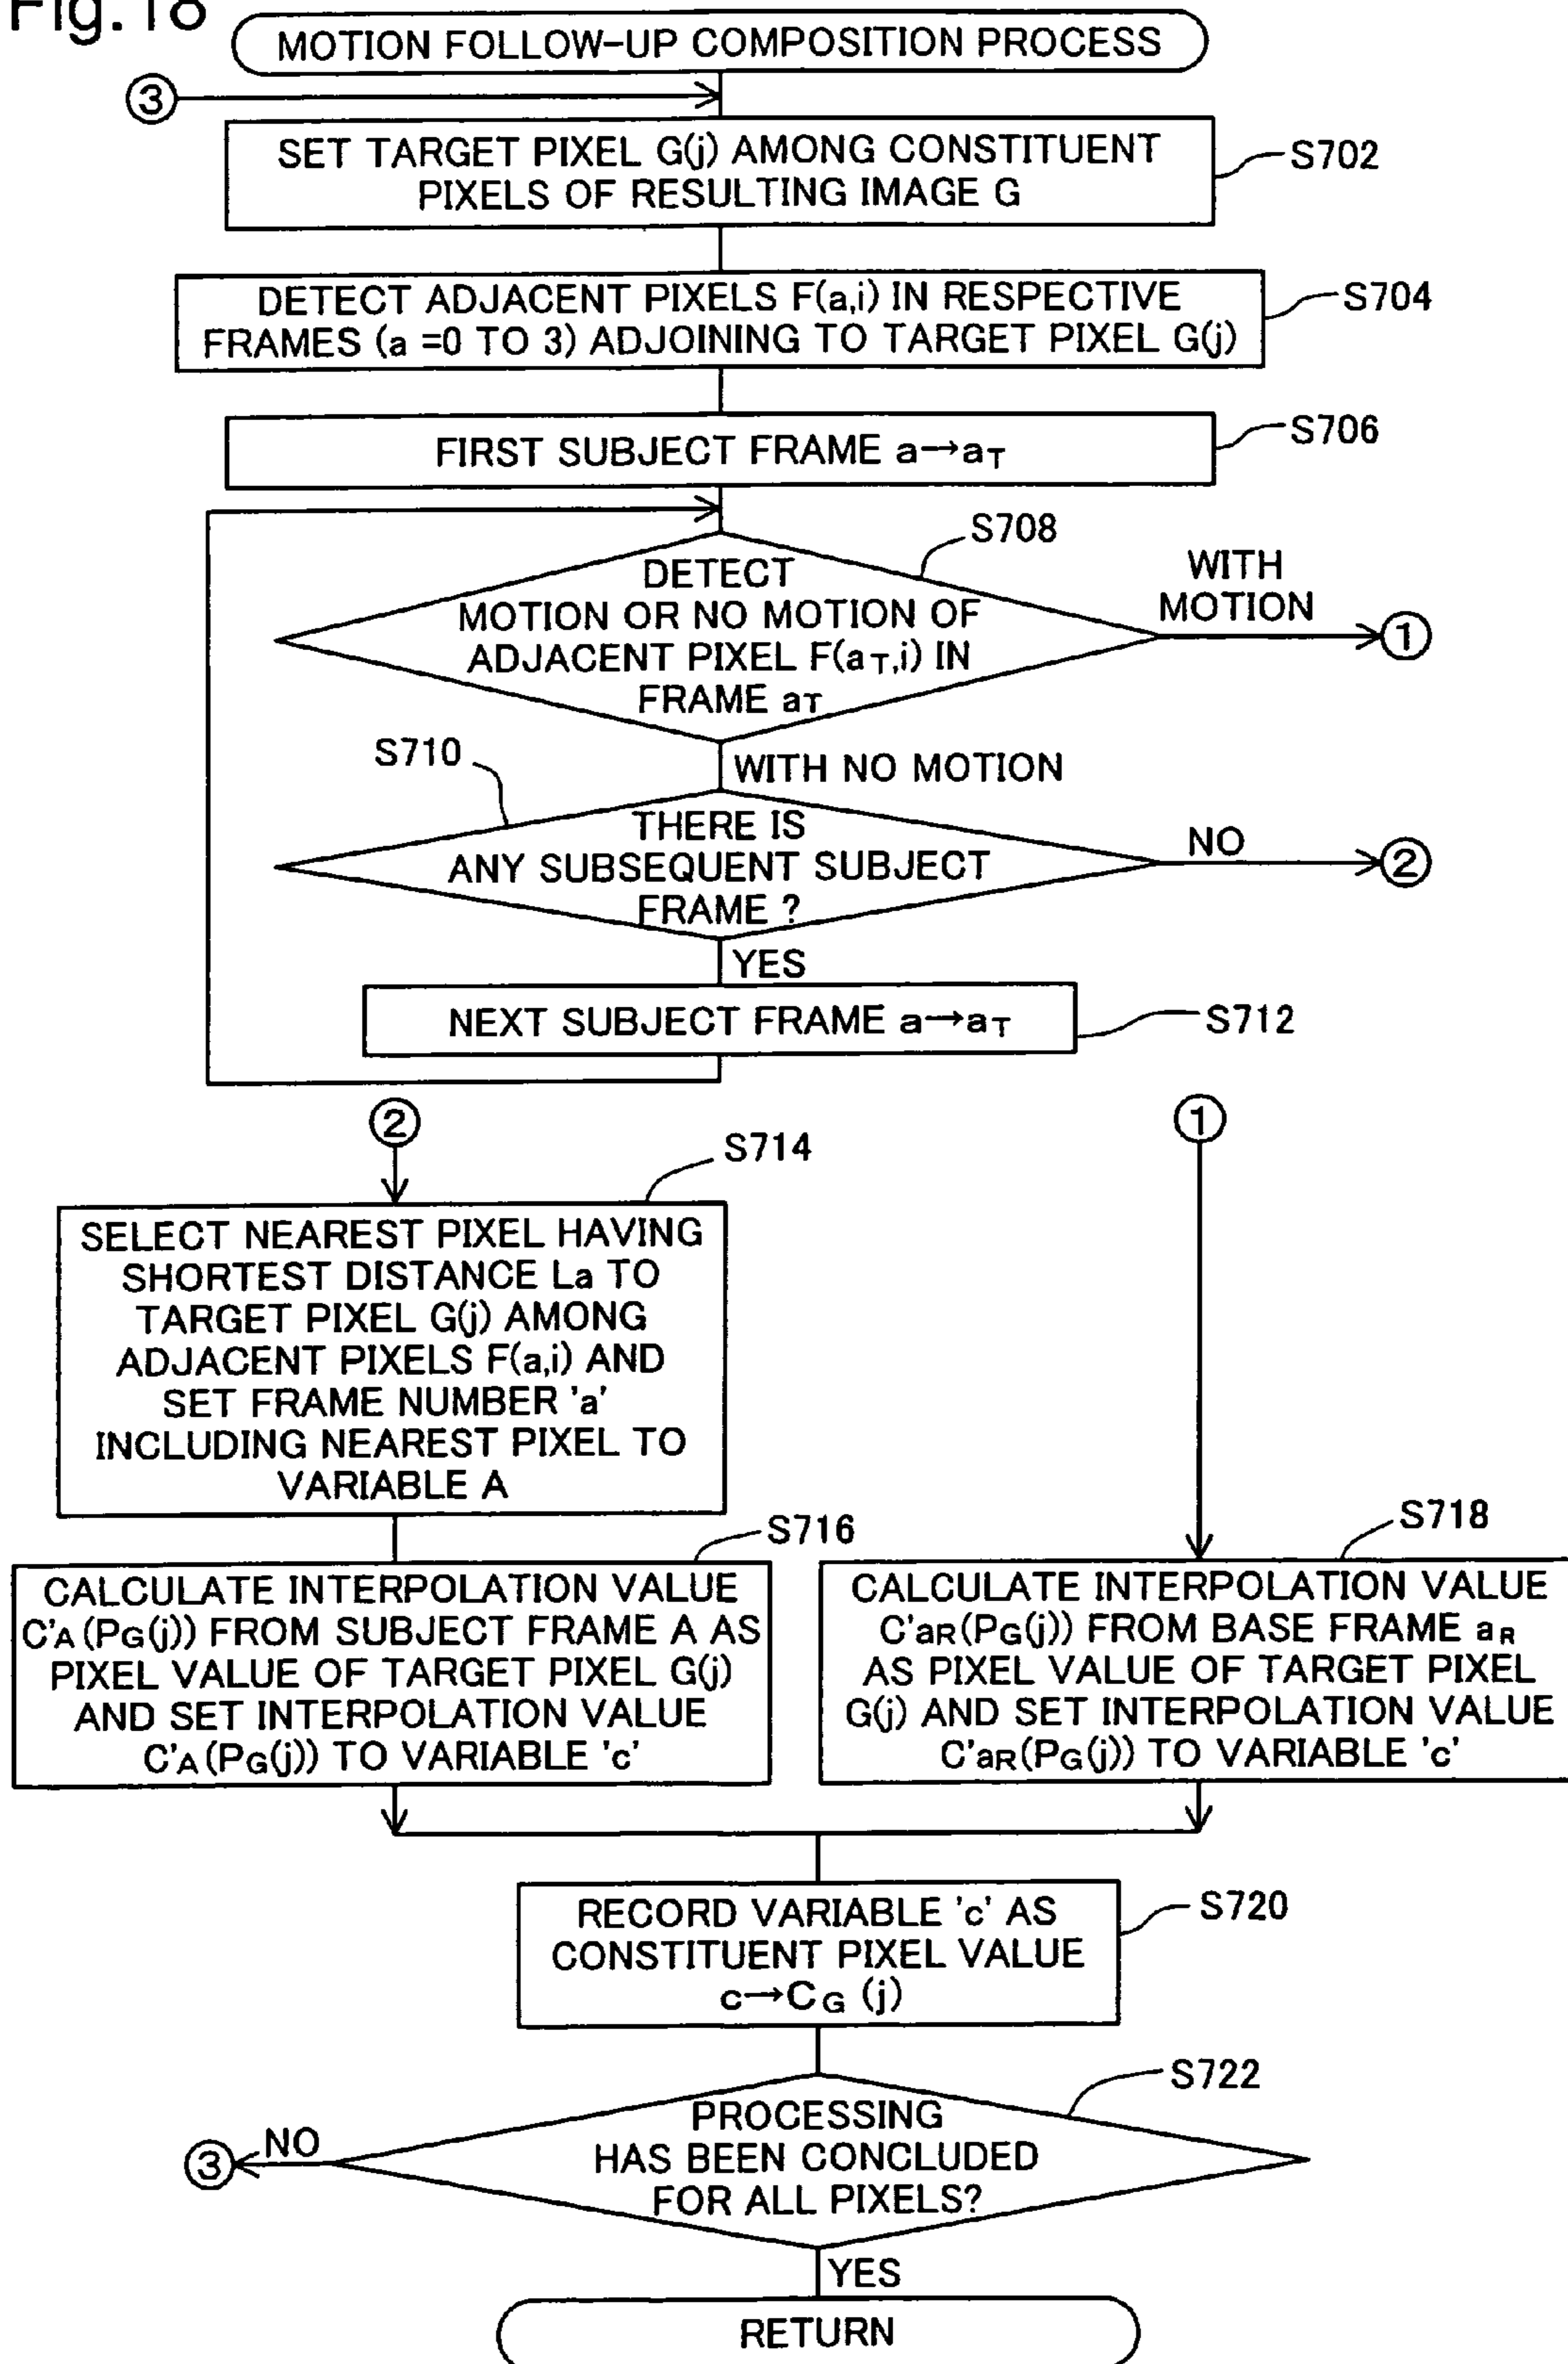 Fig.18
MOTION FOLLOW-UP COMPOSITION PROCESS
③
SET TARGET PIXEL G(j) AMONG CONSTITUENT
PIXELS OF RESULTING IMAGE G
S702
DETECT ADJACENT PIXELS F(a,i) IN RESPECTIVE
FRAMES (a =0 TO 3) ADJOINING TO TARGET PIXEL G(j)
S704
FIRST SUBJECT FRAME a→aT
S706
S708
DETECT
MOTION OR NO MOTION OF
ADJACENT PIXEL F(aT,i) IN
FRAME aT
WITH
MOTION
①
WITH NO MOTION
S710
THERE IS
ANY SUBSEQUENT SUBJECT
FRAME ?
NO
②
YES
NEXT SUBJECT FRAME a→aT
S712
②
S714
SELECT NEAREST PIXEL HAVING
SHORTEST DISTANCE La TO
TARGET PIXEL G(j) AMONG
ADJACENT PIXELS F(a,i) AND
SET FRAME NUMBER 'a'
INCLUDING NEAREST PIXEL TO
VARIABLE A
S716
CALCULATE INTERPOLATION VALUE
C'A(PG(j)) FROM SUBJECT FRAME A AS
PIXEL VALUE OF TARGET PIXEL G(j)
AND SET INTERPOLATION VALUE
C'A(PG(j)) TO VARIABLE 'c'
①
S718
CALCULATE INTERPOLATION VALUE
C'aR(PG(j)) FROM BASE FRAME aR
AS PIXEL VALUE OF TARGET PIXEL
G(j) AND SET INTERPOLATION VALUE
C'aR(PG(j)) TO VARIABLE 'c'
RECORD VARIABLE 'c' AS
CONSTITUENT PIXEL VALUE
c→CG (j)
S720
S722
PROCESSING
HAS BEEN CONCLUDED
FOR ALL PIXELS?
NO
③
YES
RETURN